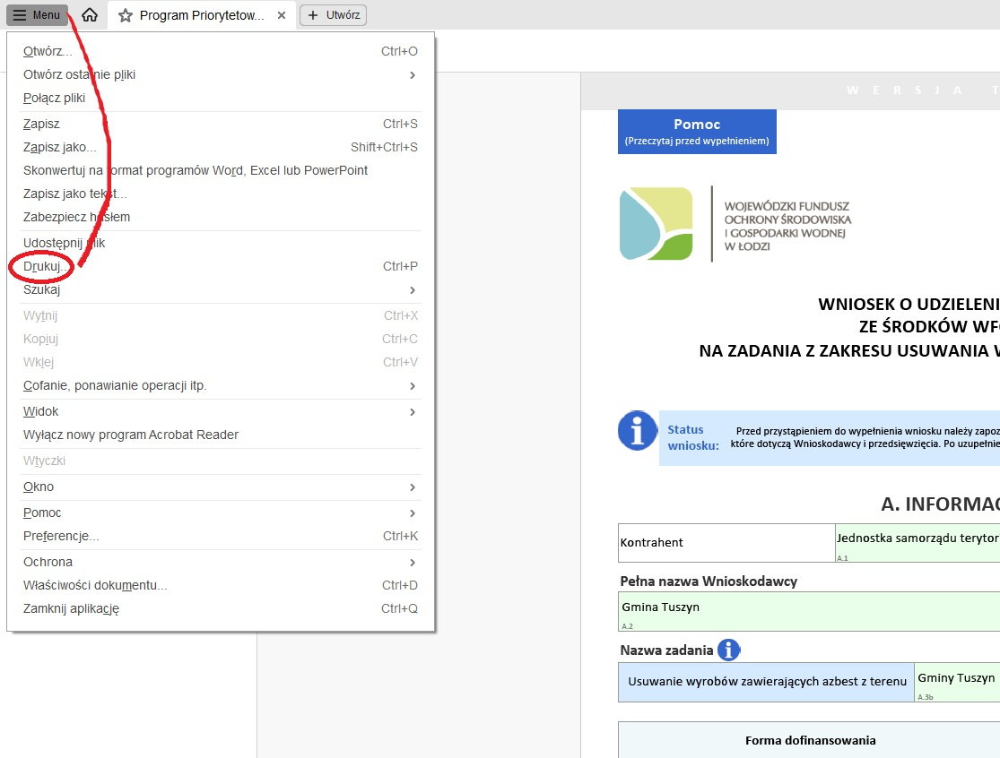 Menu
Program Priorytetow...
Utwórz
Otwórz... Ctrl+O
Otwórz ostatnie pliki
Połącz pliki
Zapisz Ctrl+S
Zapisz jako... Shift+Ctrl+S
Skonwertuj na format programów Word, Excel lub PowerPoint
Zapisz jako tekst...
Zabezpiecz hasłem
Udostępnij plik
Drukuj... Ctrl+P
Szukaj
Wytnij Ctrl+X
Kopiuj Ctrl+C
Wklej Ctrl+V
Cofanie, ponawianie operacji itp.
Widok
Wyłącz nowy program Acrobat Reader
Wtyczki
Okno
Pomoc
Preferencje... Ctrl+K
Ochrona
Właściwości dokumentu... Ctrl+D
Zamknij aplikację Ctrl+Q
WERSJA T
Pomoc
(Przeczytaj przed wypełnieniem)
WOJEWÓDZKI FUNDUSZ
OCHRONY ŚRODOWISKA
I GOSPODARKI WODNEJ
W ŁODZI
WNIOSEK O UDZIELENI
ZE ŚRODKÓW WFO
NA ZADANIA Z ZAKRESU USUWANIA W
Status
wniosku:
Przed przystąpieniem do wypełnienia wniosku należy zapoz
które dotyczą Wnioskodawcy i przedsięwzięcia. Po uzupełnie
A. INFORMAC
Kontrahent
Jednostka samorządu terytor
A.1
Pełna nazwa Wnioskodawcy
Gmina Tuszyn
A.2
Nazwa zadania
Usuwanie wyrobów zawierających azbest z terenu
Gminy Tuszyn
A.3b
Forma dofinansowania